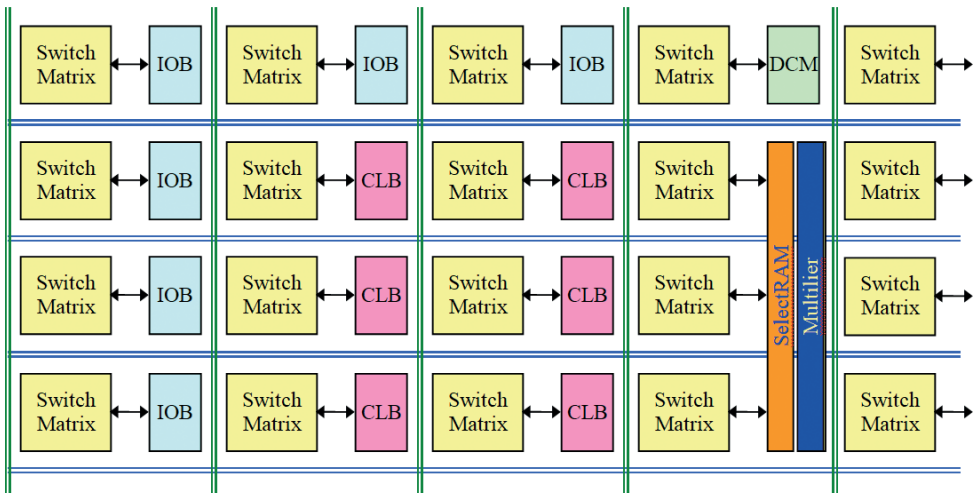 Switch
Matrix
IOB
Switch
Matrix
IOB
Switch
Matrix
IOB
Switch
Matrix
DCM
Switch
Matrix
Switch
Matrix
IOB
Switch
Matrix
CLB
Switch
Matrix
CLB
Switch
Matrix
Switch
Matrix
Switch
Matrix
IOB
Switch
Matrix
CLB
Switch
Matrix
CLB
Switch
Matrix
SelectRAM
Multilier
Switch
Matrix
Switch
Matrix
IOB
Switch
Matrix
CLB
Switch
Matrix
CLB
Switch
Matrix
Switch
Matrix